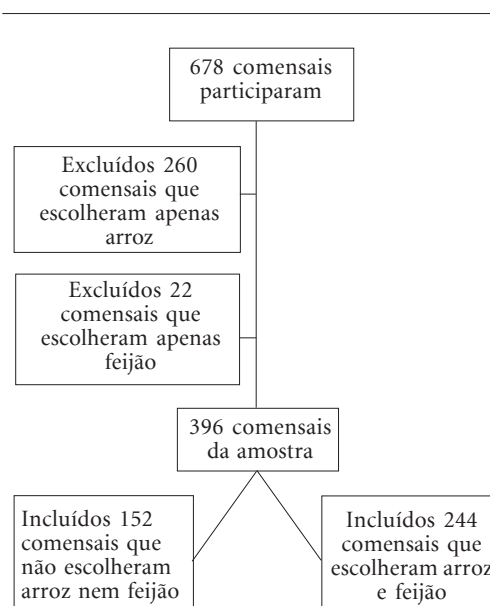 678 comensais
participaram
Excluídos 260
comensais que
escolheram apenas
arroz
Excluídos 22
comensais que
escolheram apenas
feijão
396 comensais
da amostra
Incluídos 152
comensais que
não escolheram
arroz nem feijão
Incluídos 244
comensais que
escolheram arroz
e feijão